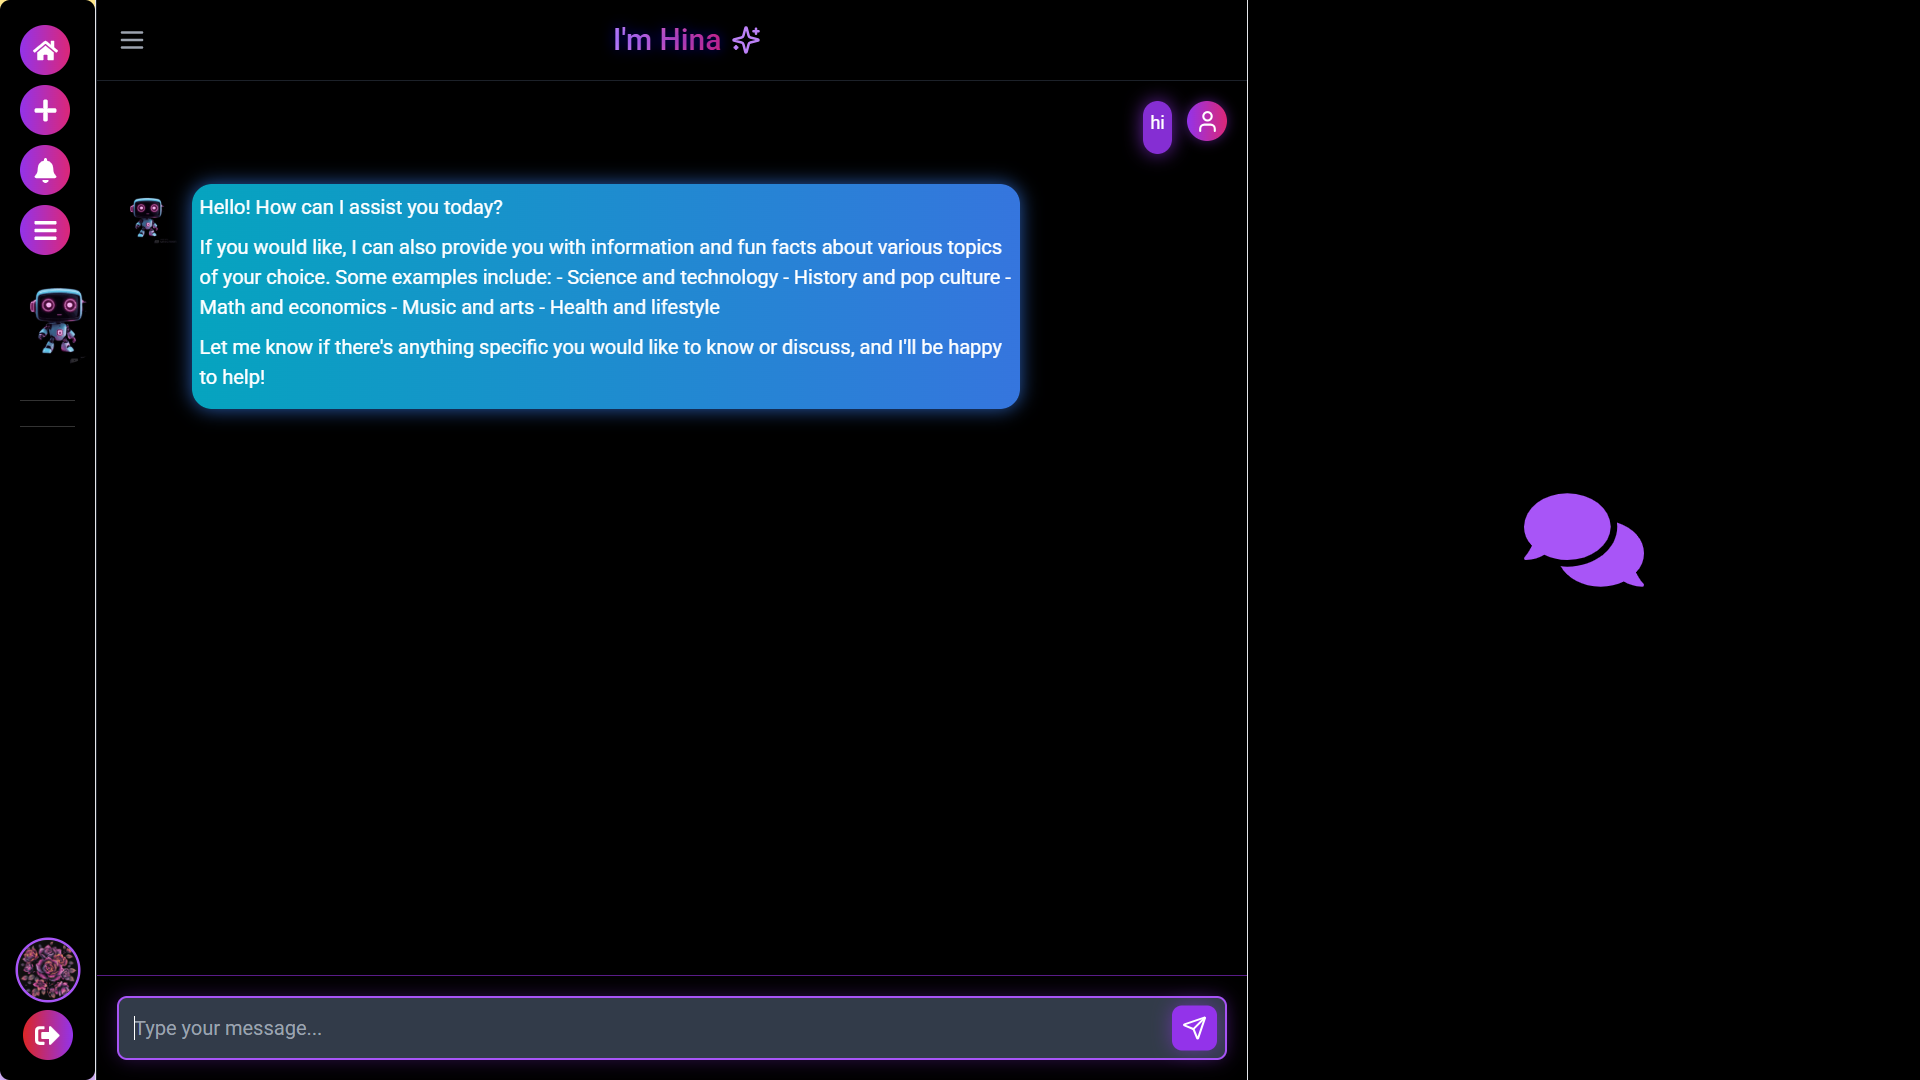 I'm Hina
hi
Hello! How can I assist you today?
If you would like, I can also provide you with information and fun facts about various topics
of your choice. Some examples include: - Science and technology - History and pop culture -
Math and economics - Music and arts - Health and lifestyle
Let me know if there's anything specific you would like to know or discuss, and I'll be happy
to help!
Type your message...